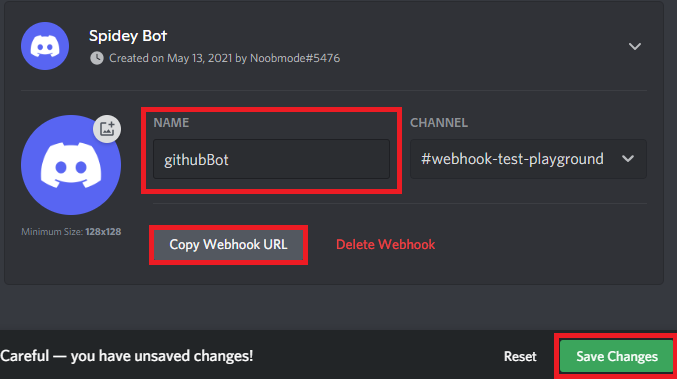 Spidey Bot
Created on May 13, 2021 by Noobmode#5476
NAME
CHANNEL
githubBot
#webhook-test-playground
Minimum Size: 128x128
Copy Webhook URL
Delete Webhook
Careful — you have unsaved changes!
Reset
Save Changes